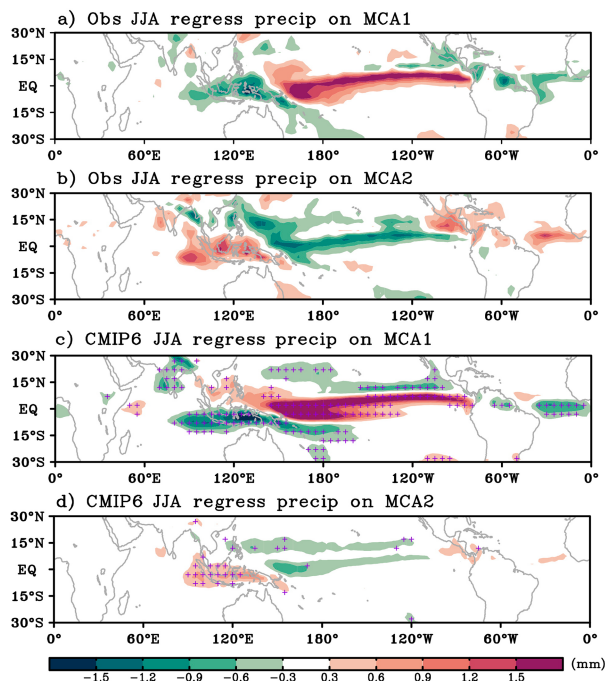 a) Obs JJA regress precip on MCA1
30°N
15°N
EQ
15°S
30°S
0° 60°E 120°E 180° 120°W 60°W 0°
b) Obs JJA regress precip on MCA2
30°N
15°N
EQ
15°S
30°S
0° 60°E 120°E 180° 120°W 60°W 0°
c) CMIP6 JJA regress precip on MCA1
30°N
15°N
EQ
15°S
30°S
0° 60°E 120°E 180° 120°W 60°W 0°
d) CMIP6 JJA regress precip on MCA2
30°N
15°N
EQ
15°S
30°S
0° 60°E 120°E 180° 120°W 60°W 0°
(mm)
−1.5 −1.2 −0.9 −0.6 −0.3 0.3 0.6 0.9 1.2 1.5